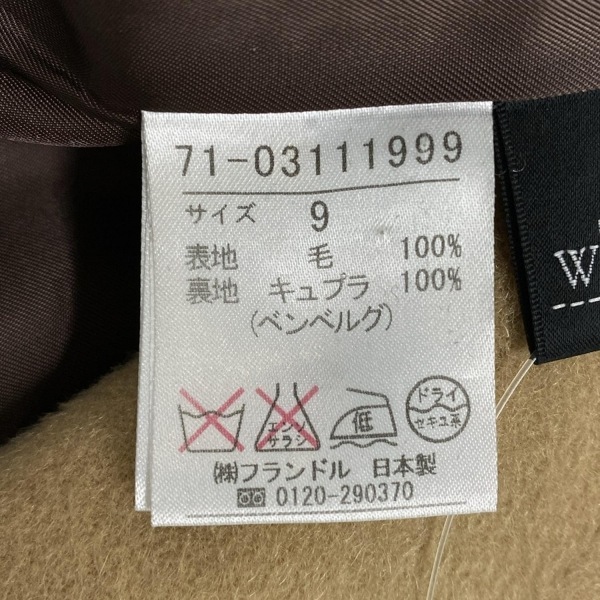 71-03111999
サイズ 9
表地 毛 100%
裏地 キュプラ 100%
(ベンベルグ)
エンソ
サラシ
低
ドライ
セキユ系
㈱フランドル 日本製
0120-290370
W